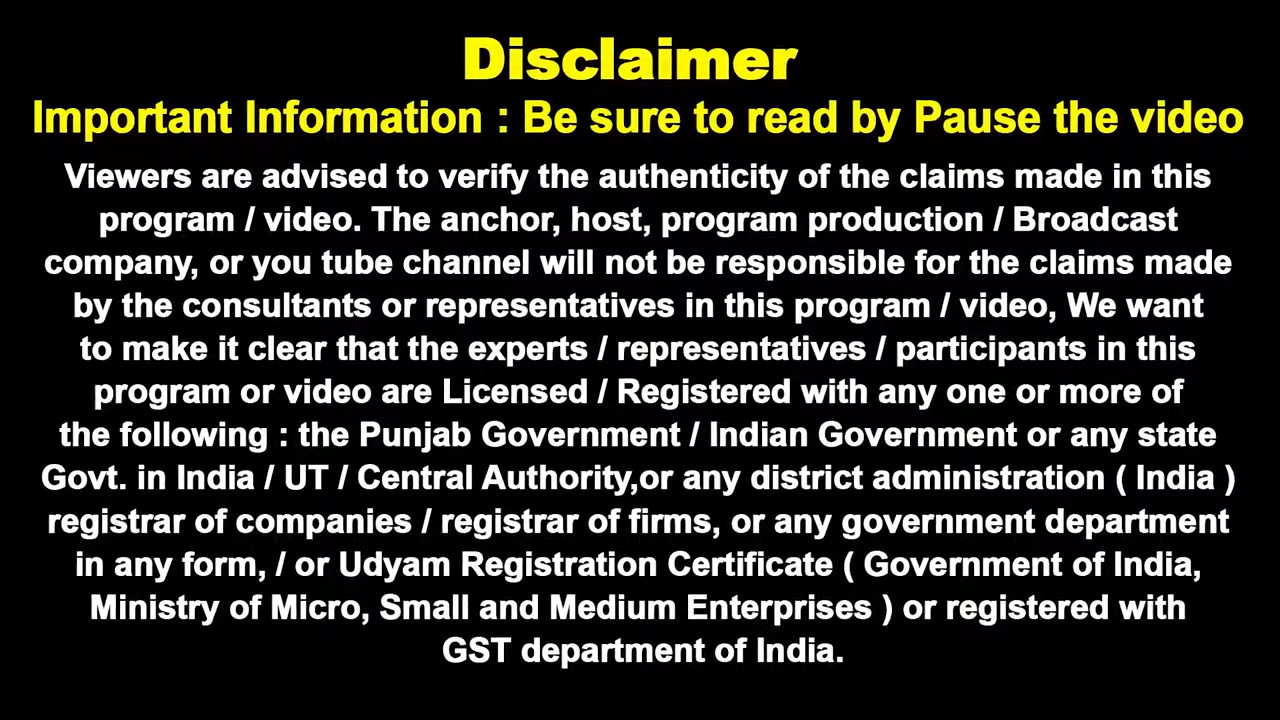 Disclaimer
Important Information : Be sure to read by Pause the video
Viewers are advised to verify the authenticity of the claims made in this
program / video. The anchor, host, program production / Broadcast
company, or you tube channel will not be responsible for the claims made
by the consultants or representatives in this program / video, We want
to make it clear that the experts / representatives / participants in this
program or video are Licensed / Registered with any one or more of
the following : the Punjab Government / Indian Government or any state
Govt. in India / UT / Central Authority,or any district administration ( India )
registrar of companies / registrar of firms, or any government department
in any form, / or Udyam Registration Certificate ( Government of India,
Ministry of Micro, Small and Medium Enterprises ) or registered with
GST department of India.